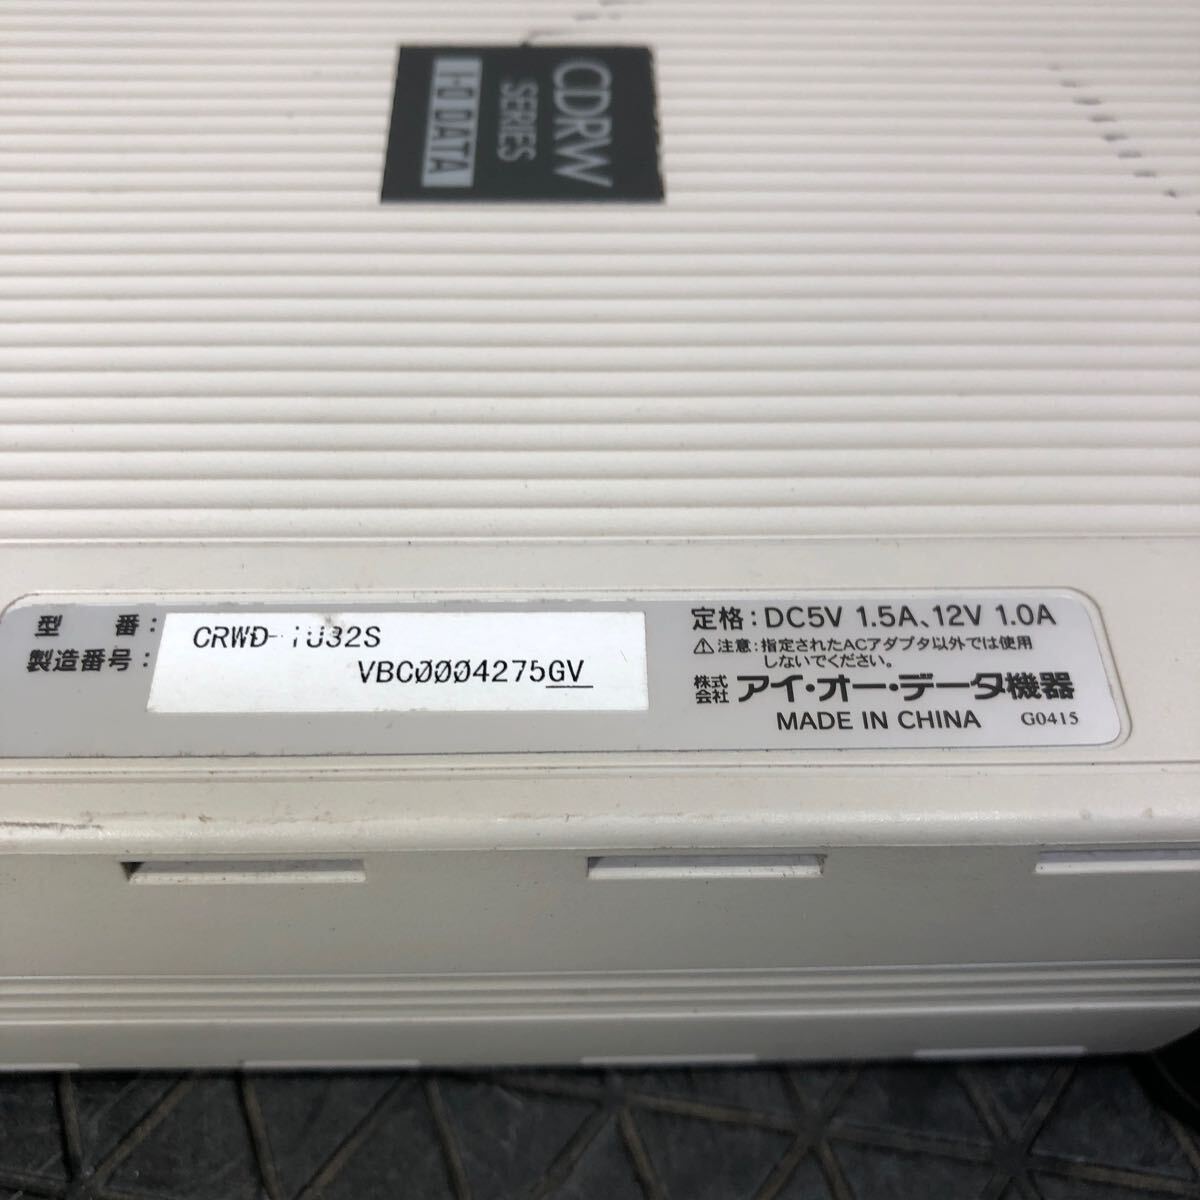 CDRW
SERIES
I-O DATA
型 番:
CRWD-iU32S
製造番号:
VBC0004275GV
定格:DC5V 1.5A、12V 1.0A
⚠注意:指定されたACアダプタ以外では使用
しないでください。
株式会社 アイ・オー・データ機器
MADE IN CHINA G0415